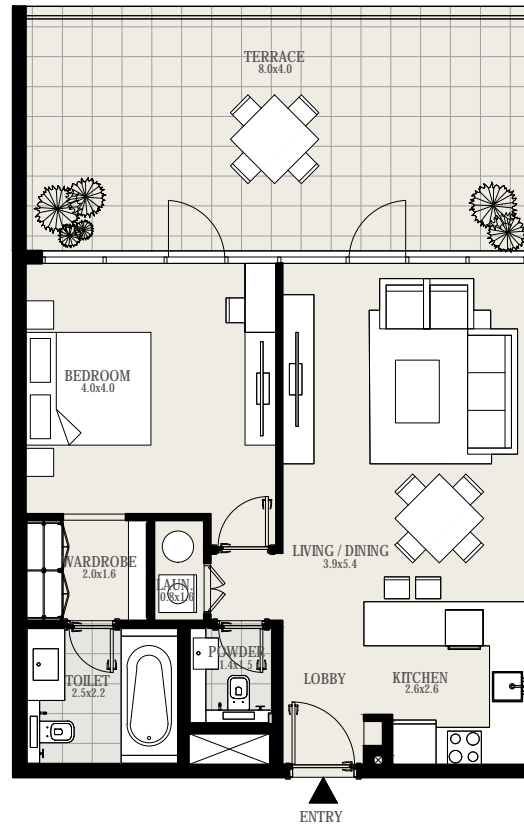 TERRACE
8.0x4.0
BEDROOM
4.0x4.0
LIVING / DINING
3.9x5.4
WARDROBE
2.0x1.6
LAUN.
0.8x1.6
POWDER
1.4x1.5
TOILET
2.5x2.2
LOBBY
KITCHEN
2.6x2.6
ENTRY